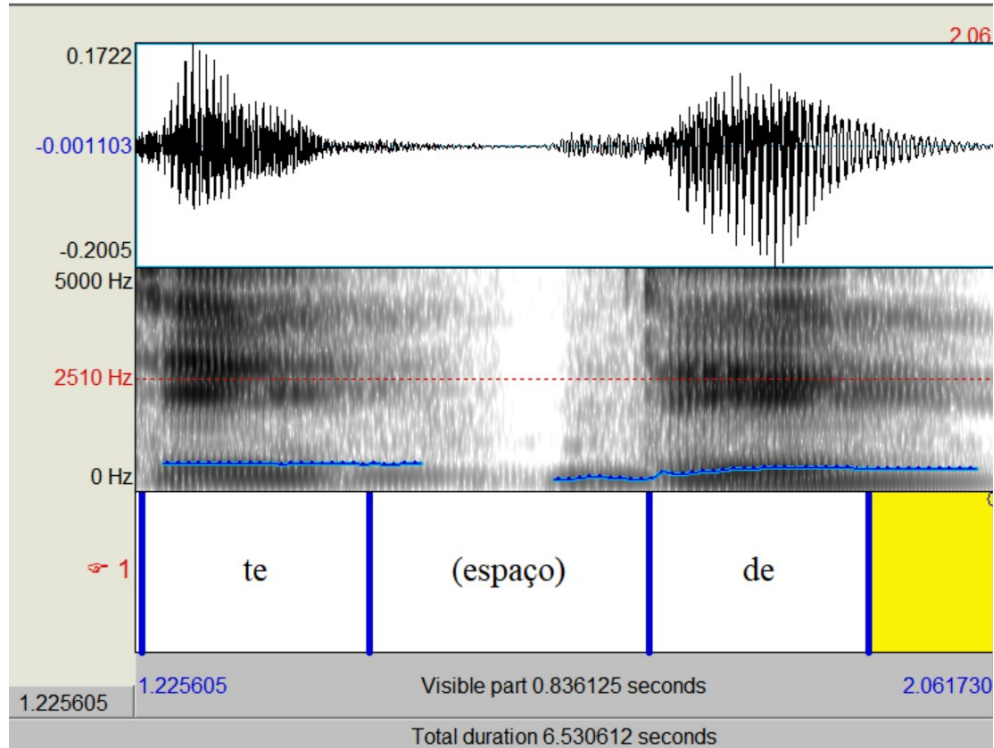 2.06
0.1722
-0.001103
-0.2005
5000 Hz
2510 Hz
0 Hz
☞ 1 te (espaço) de
1.225605 Visible part 0.836125 seconds 2.061730
1.225605
Total duration 6.530612 seconds